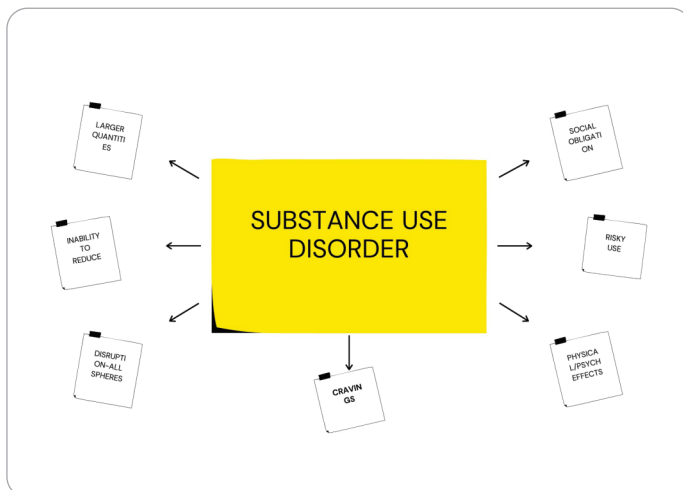 LARGER
QUANTITI
ES
SOCIAL
OBLIGATI
ON
SUBSTANCE USE
DISORDER
INABILITY
TO
REDUCE
RISKY
USE
DISRUPTI
ON-ALL
SPHERES
PHYSICA
L/PSYCH
EFFECTS
CRAVIN
GS